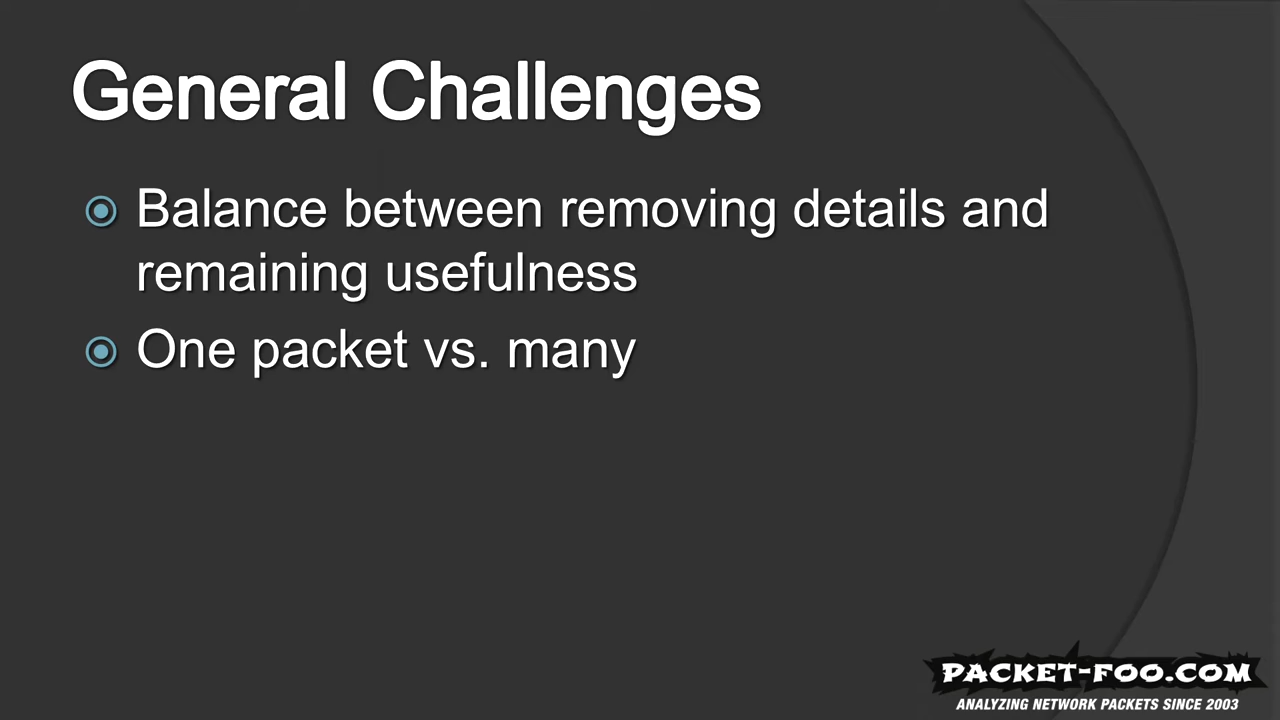 General Challenges
Balance between removing details and
remaining usefulness
One packet vs. many
PACKET-FOO.COM
ANALYZING NETWORK PACKETS SINCE 2003